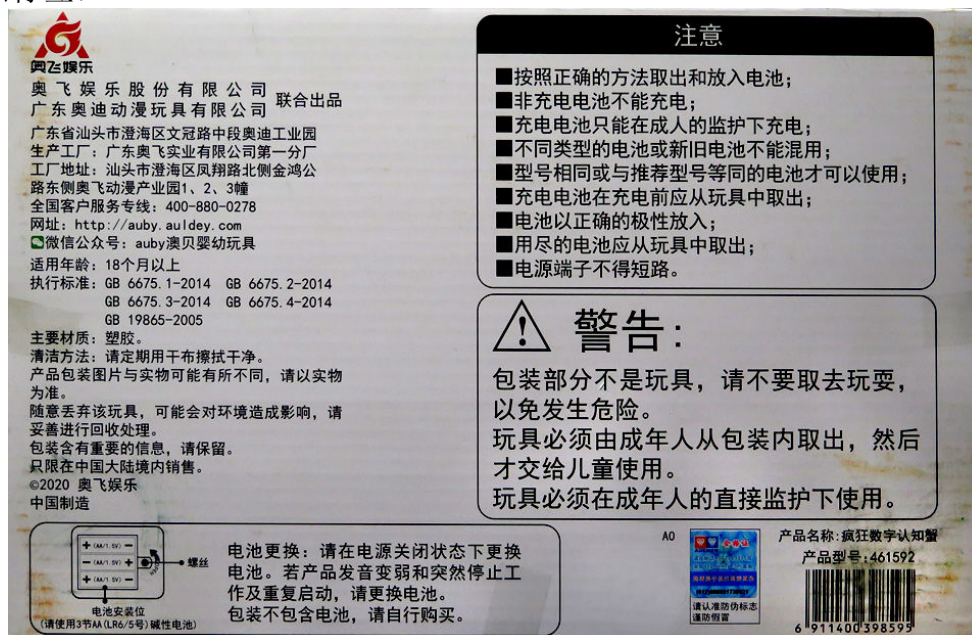 奥飞娱乐
奥飞娱乐股份有限公司
广东奥迪动漫玩具有限公司
联合出品
广东省汕头市澄海区文冠路中段奥迪工业园
生产工厂：广东奥飞实业有限公司第一分厂
工厂地址：汕头市澄海区凤翔路北侧金鸿公
路东侧奥飞动漫产业园1、2、3幢
全国客户服务专线：400-880-0278
网址：http://auby.auldey.com
微信公众号：auby澳贝婴幼玩具
适用年龄：18个月以上
执行标准：GB 6675.1-2014 GB 6675.2-2014
GB 6675.3-2014 GB 6675.4-2014
GB 19865-2005
主要材质：塑胶。
清洁方法：请定期用干布擦拭干净。
产品包装图片与实物可能有所不同，请以实物
为准。
随意丢弃该玩具，可能会对环境造成影响，请
妥善进行回收处理。
包装含有重要的信息，请保留。
只限在中国大陆境内销售。
©2020 奥飞娱乐
中国制造
注意
■按照正确的方法取出和放入电池；
■非充电电池不能充电；
■充电电池只能在成人的监护下充电；
■不同类型的电池或新旧电池不能混用；
■型号相同或与推荐型号等同的电池才可以使用；
■充电电池在充电前应从玩具中取出；
■电池以正确的极性放入；
■用尽的电池应从玩具中取出；
■电源端子不得短路。
警告：
包装部分不是玩具，请不要取去玩耍，
以免发生危险。
玩具必须由成年人从包装内取出，然后
才交给儿童使用。
玩具必须在成年人的直接监护下使用。
+ (AA/1.5V) −
− (AA/1.5V) +
+ (AA/1.5V) −
螺丝
电池安装位
(请使用3节AA(LR6/5号)碱性电池)
电池更换：请在电源关闭状态下更换
电池。若产品发音变弱和突然停止工
作及重复启动，请更换电池。
包装不包含电池，请自行购买。
AO
合格证
请认准防伪标志
谨防假冒
产品名称：疯狂数字认知蟹
产品型号：461592
6 911400 398595